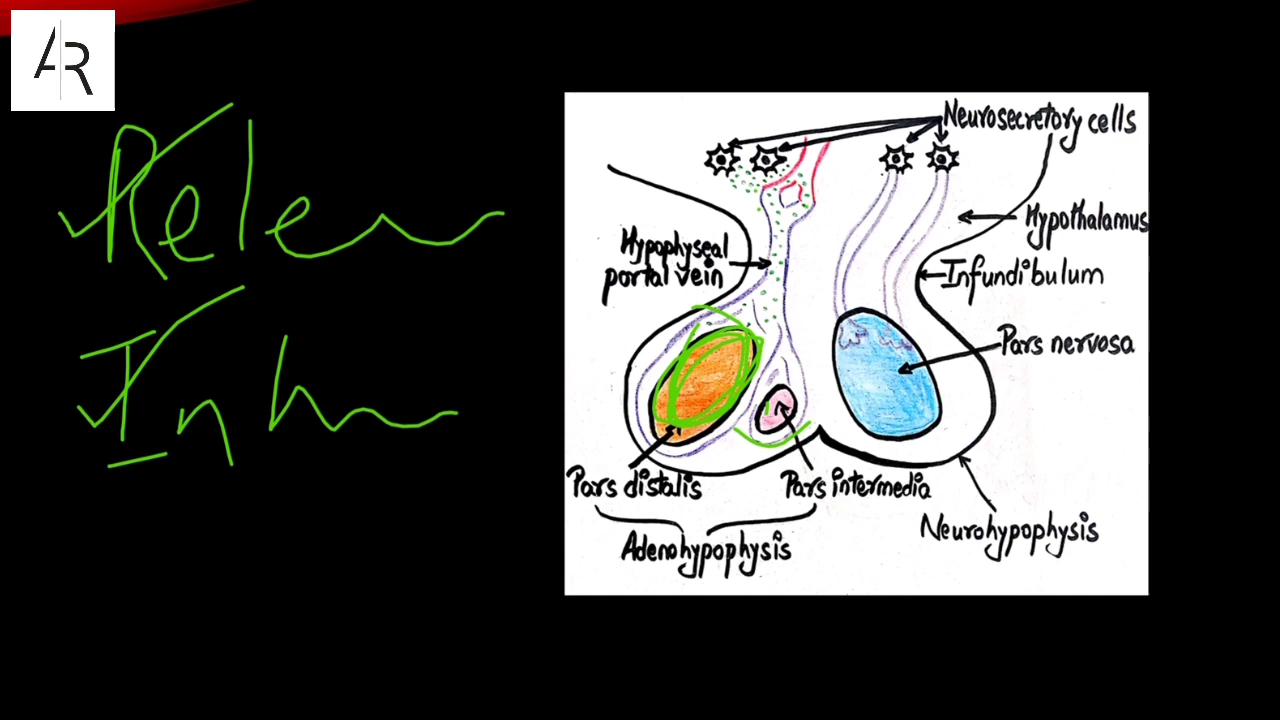 AR
Relea
Inh
Neurosecretory cells
Hypothalamus
Hypophyseal
portal vein
Infundibulum
Pars nervosa
Pars distalis
Pars intermedia
Adenohypophysis
Neurohypophysis